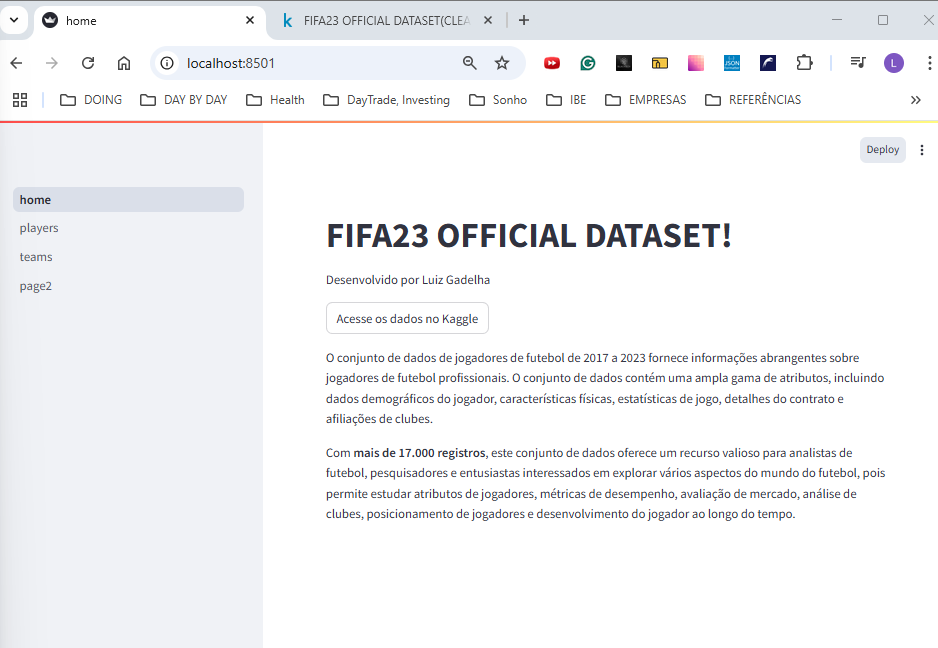 home
FIFA23 OFFICIAL DATASET(CLEA
localhost:8501
JSON
L
DOING
DAY BY DAY
Health
DayTrade, Investing
Sonho
IBE
EMPRESAS
REFERÊNCIAS
Deploy
home
players
teams
page2
FIFA23 OFFICIAL DATASET!
Desenvolvido por Luiz Gadelha
Acesse os dados no Kaggle
O conjunto de dados de jogadores de futebol de 2017 a 2023 fornece informações abrangentes sobre
jogadores de futebol profissionais. O conjunto de dados contém uma ampla gama de atributos, incluindo
dados demográficos do jogador, características físicas, estatísticas de jogo, detalhes do contrato e
afiliações de clubes.
Com mais de 17.000 registros, este conjunto de dados oferece um recurso valioso para analistas de
futebol, pesquisadores e entusiastas interessados em explorar vários aspectos do mundo do futebol, pois
permite estudar atributos de jogadores, métricas de desempenho, avaliação de mercado, análise de
clubes, posicionamento de jogadores e desenvolvimento do jogador ao longo do tempo.